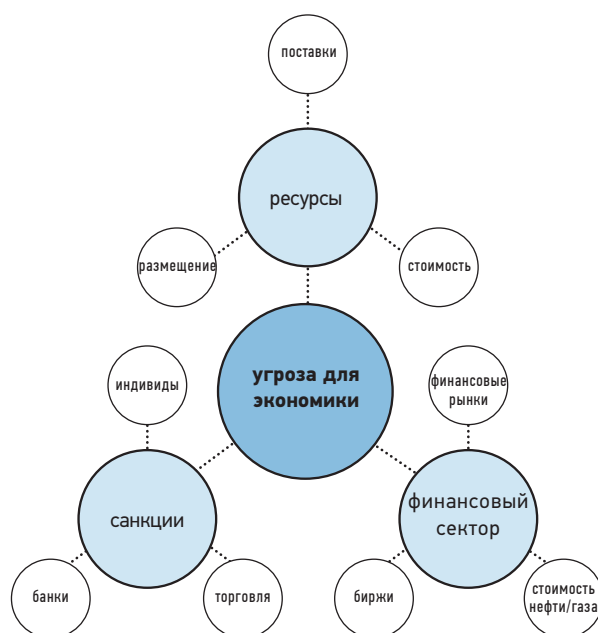 поставки
ресурсы
размещение
стоимость
угроза для
экономики
индивиды
финансовые
рынки
санкции
финансовый
сектор
банки
торговля
биржи
стоимость
нефти/газа